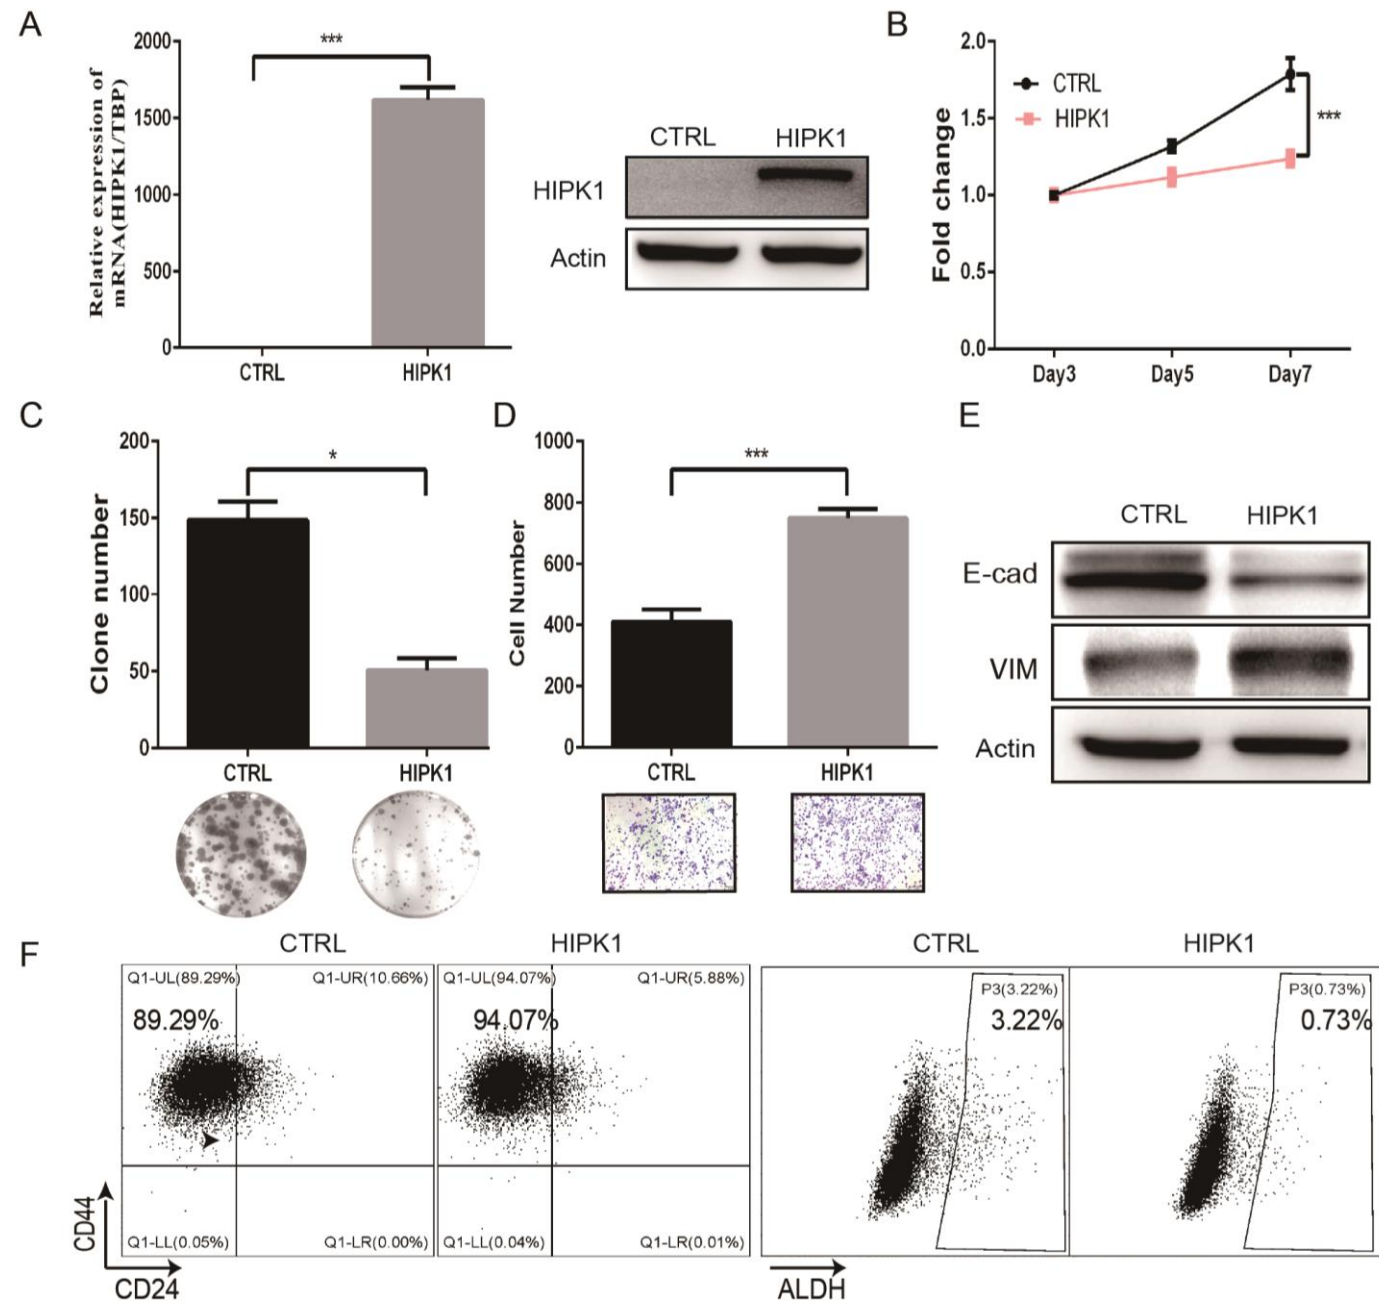 A
2000
1500
1000
500
0
Relative expression of
mRNA(HIPK1/TBP)
***
CTRL
HIPK1
CTRL
HIPK1
HIPK1
Actin
B
2.0
1.5
1.0
0.5
0.0
Fold change
CTRL
HIPK1
***
Day3
Day5
Day7
C
200
150
100
50
0
Clone number
*
CTRL
HIPK1
D
1000
800
600
400
200
0
Cell Number
***
CTRL
HIPK1
E
CTRL
HIPK1
E-cad
VIM
Actin
F
CTRL
HIPK1
Q1-UL(89.29%)
Q1-UR(10.66%)
89.29%
Q1-LL(0.05%)
Q1-LR(0.00%)
Q1-UL(94.07%)
Q1-UR(5.88%)
94.07%
Q1-LL(0.04%)
Q1-LR(0.01%)
CD44
CD24
CTRL
HIPK1
P3(3.22%)
3.22%
P3(0.73%)
0.73%
ALDH